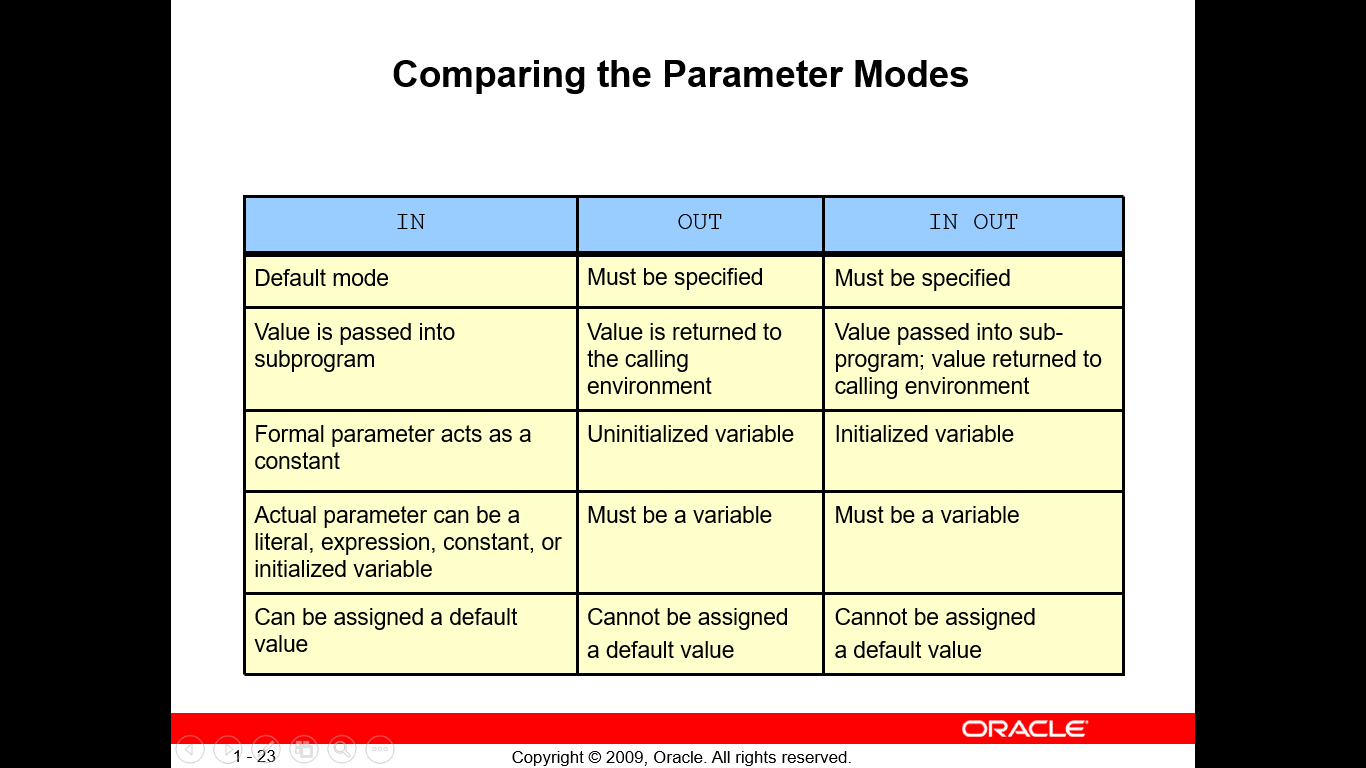 Comparing the Parameter Modes
IN
OUT
IN OUT
Default mode
Must be specified
Must be specified
Value is passed into
subprogram
Value is returned to
the calling
environment
Value passed into sub-
program; value returned to
calling environment
Formal parameter acts as a
constant
Uninitialized variable
Initialized variable
Actual parameter can be a
literal, expression, constant, or
initialized variable
Must be a variable
Must be a variable
Can be assigned a default
value
Cannot be assigned
a default value
Cannot be assigned
a default value
ORACLE®
1 - 23
Copyright © 2009, Oracle. All rights reserved.